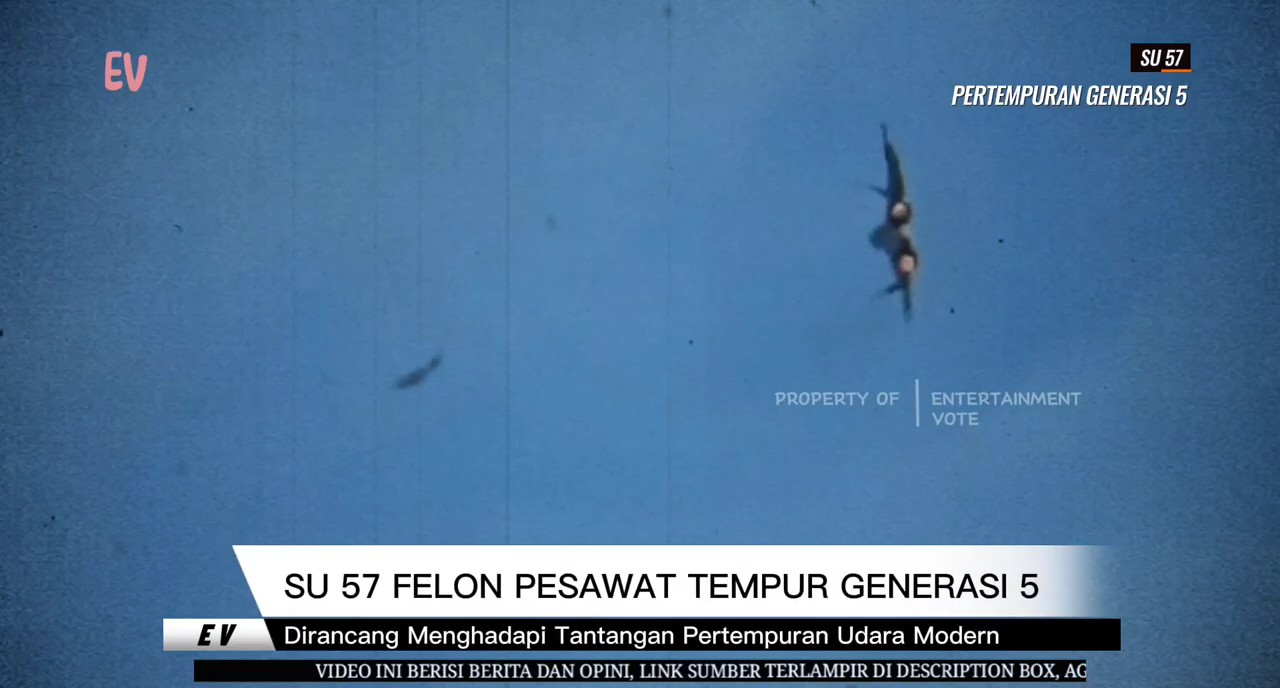 EV
SU 57
PERTEMPURAN GENERASI 5
PROPERTY OF
ENTERTAINMENT
VOTE
SU 57 FELON PESAWAT TEMPUR GENERASI 5
EV
Dirancang Menghadapi Tantangan Pertempuran Udara Modern
VIDEO INI BERISI BERITA DAN OPINI, LINK SUMBER TERLAMPIR DI DESCRIPTION BOX,